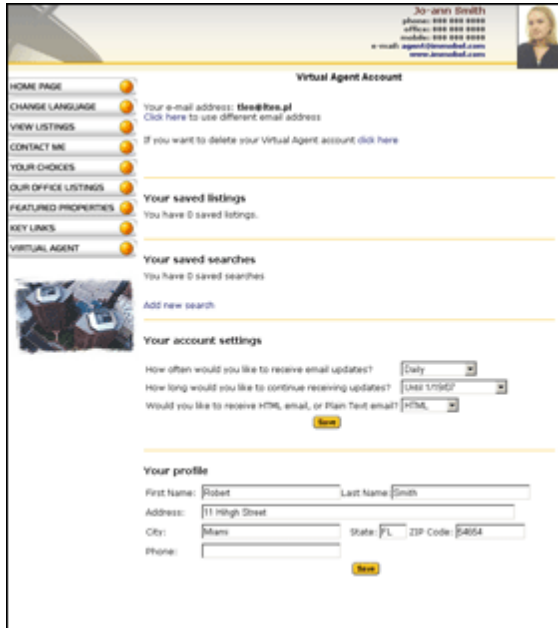 Jo-ann Smith
phone: 888 888 8888
office: 888 888 8888
mobile: 888 888 8888
e-mail: agent@immobel.com
www.immobel.com
Virtual Agent Account
HOME PAGE
CHANGE LANGUAGE
VIEW LISTINGS
CONTACT ME
YOUR CHOICES
OUR OFFICE LISTINGS
FEATURED PROPERTIES
KEY LINKS
VIRTUAL AGENT
Your e-mail address:
Click here to use different email address
If you want to delete your Virtual Agent account click here
Your saved listings
You have 0 saved listings.
Your saved searches
You have 0 saved searches
Add new search
Your account settings
How often would you like to receive email updates? Daily
How long would you like to continue receiving updates? Until 1/19/07
Would you like to receive HTML email, or Plain Text email? HTML
Save
Your profile
First Name: Robert Last Name: Smith
Address: 11 Hihgh Street
City: Miami State: FL ZIP Code: 64654
Phone:
Save